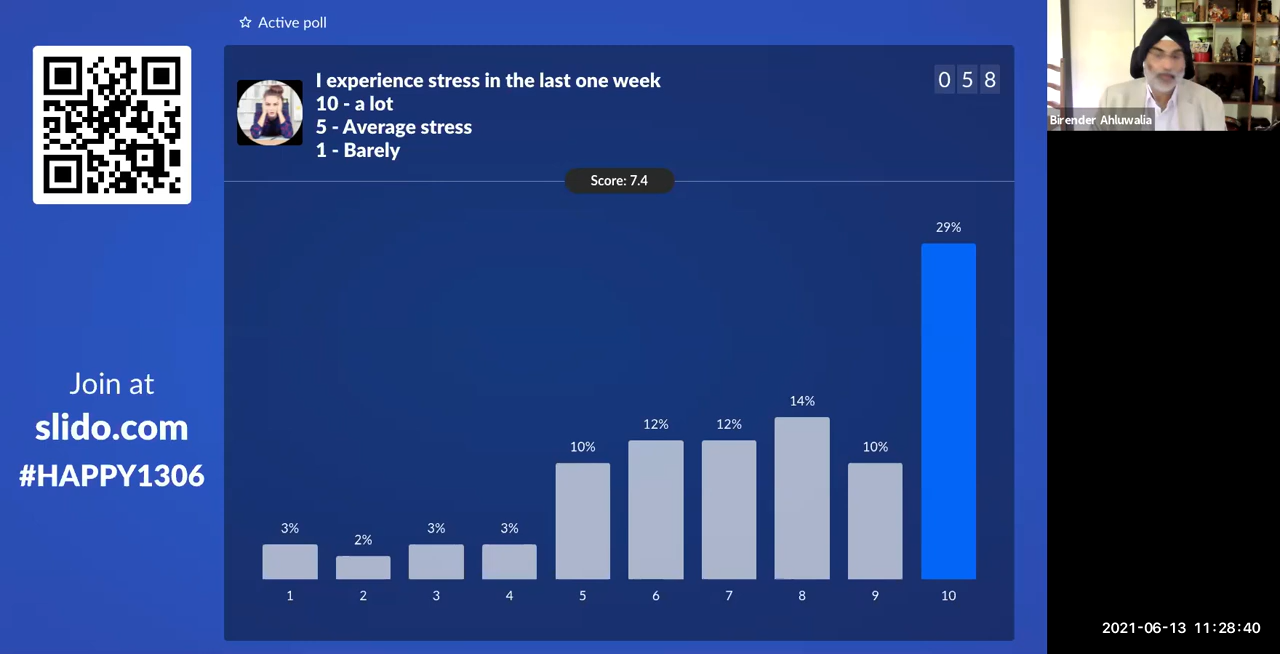 Active poll
I experience stress in the last one week
10 - a lot
5 - Average stress
1 - Barely
0 5 8
Score: 7.4
Birender Ahluwalia
Join at
slido.com
#HAPPY1306
29%
14%
12% 12%
10% 10%
3% 3% 3%
2%
1 2 3 4 5 6 7 8 9 10
2021-06-13 11:28:40